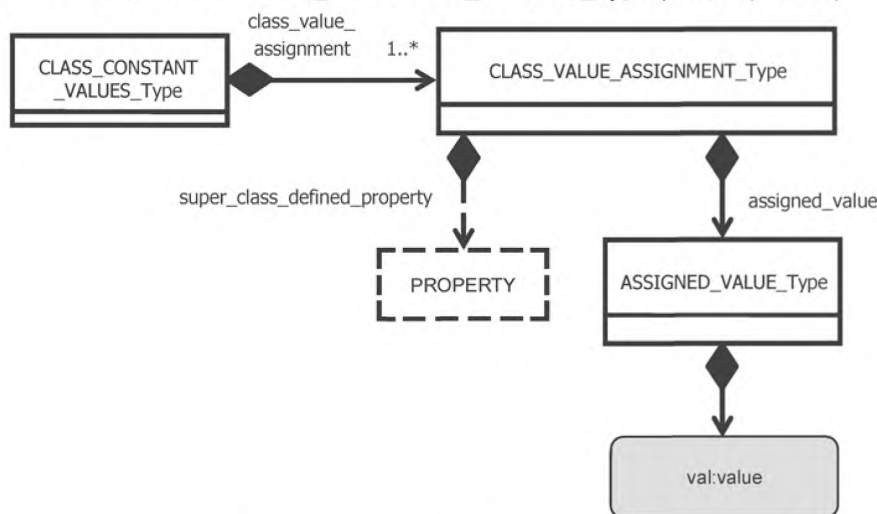 class_value_
assignment
1..*
CLASS_CONSTANT
_VALUES_Type
CLASS_VALUE_ASSIGNMENT_Type
super_class_defined_property
assigned_value
PROPERTY
ASSIGNED_VALUE_Type
val:value